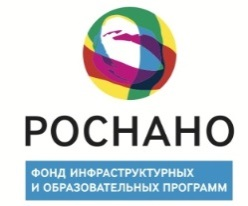 РОСНАНО
ФОНД ИНФРАСТРУКТУРНЫХ
И ОБРАЗОВАТЕЛЬНЫХ ПРОГРАММ